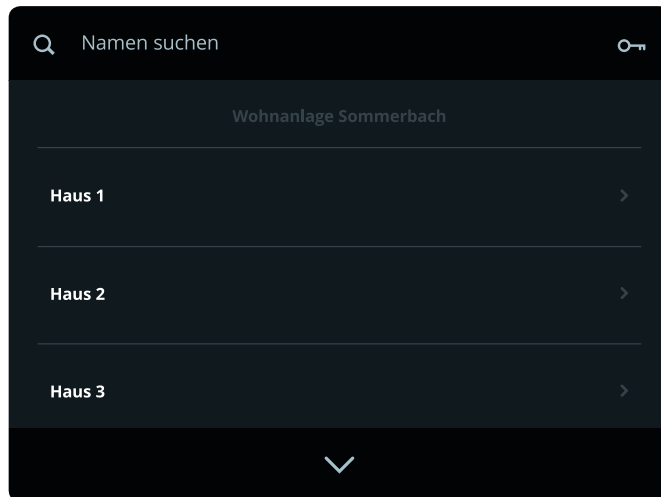 Namen suchen
Wohnanlage Sommerbach
Haus 1
Haus 2
Haus 3